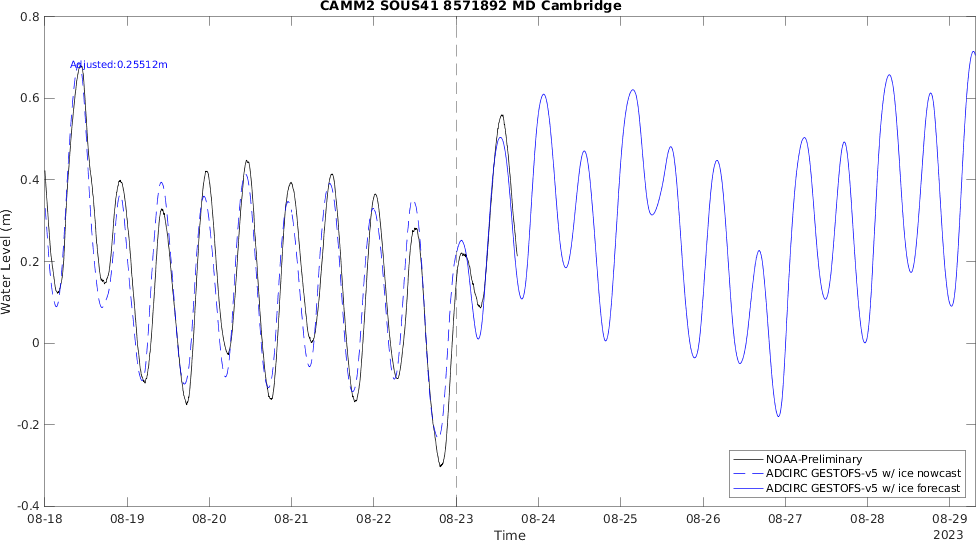 CAMM2 SOUS41 8571892 MD Cambridge
0.8
Adjusted:0.25512m
0.6
0.4
0.2
0
-0.2
-0.4
Water Level (m)
NOAA-Preliminary
ADCIRC GESTOFS-v5 w/ ice nowcast
ADCIRC GESTOFS-v5 w/ ice forecast
08-18 08-19 08-20 08-21 08-22 08-23 08-24 08-25 08-26 08-27 08-28 08-29
Time
2023